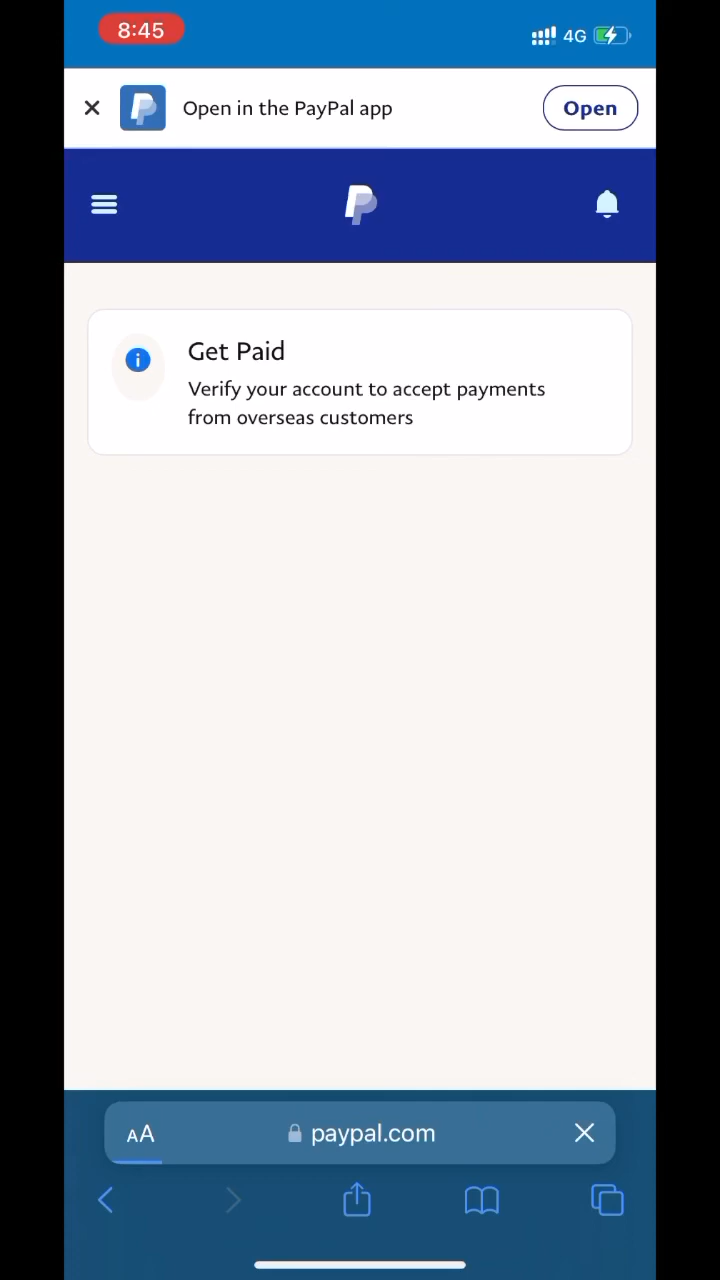 8:45
4G
Open in the PayPal app
Open
Get Paid
Verify your account to accept payments
from overseas customers
AA
paypal.com